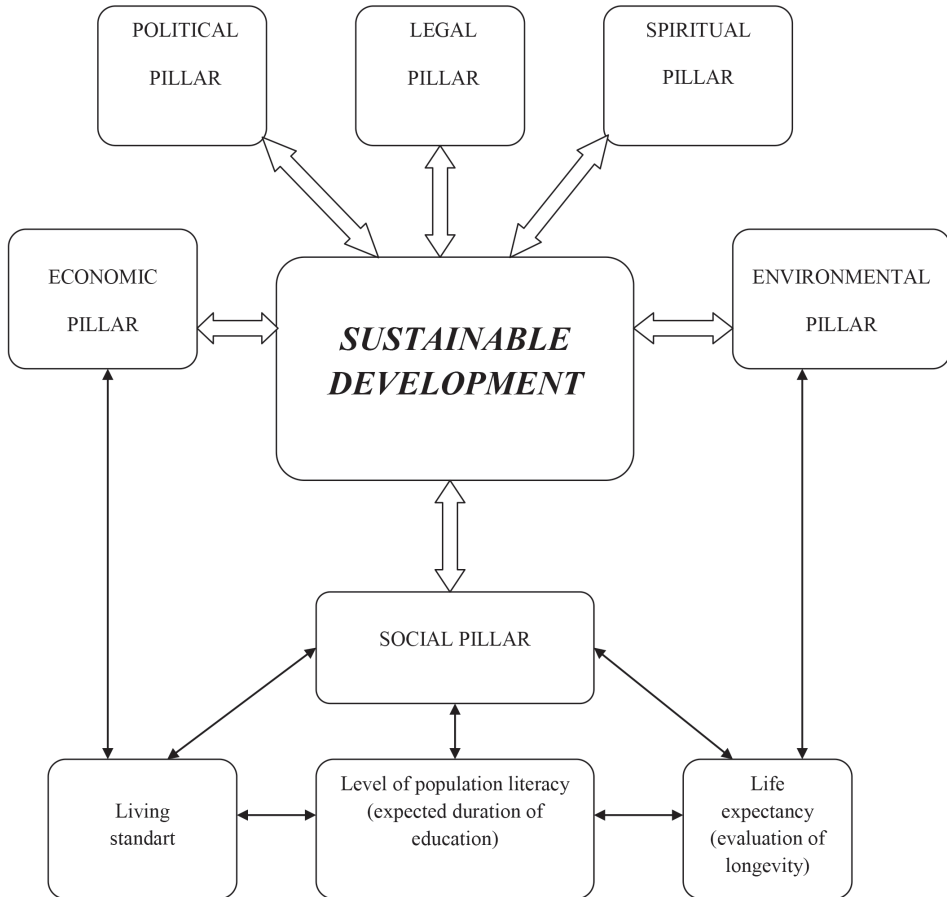 POLITICAL
PILLAR
LEGAL
PILLAR
SPIRITUAL
PILLAR
ECONOMIC
PILLAR
SUSTAINABLE
DEVELOPMENT
ENVIRONMENTAL
PILLAR
SOCIAL PILLAR
Living
standart
Level of population literacy
(expected duration of
education)
Life
expectancy
(evaluation of
longevity)